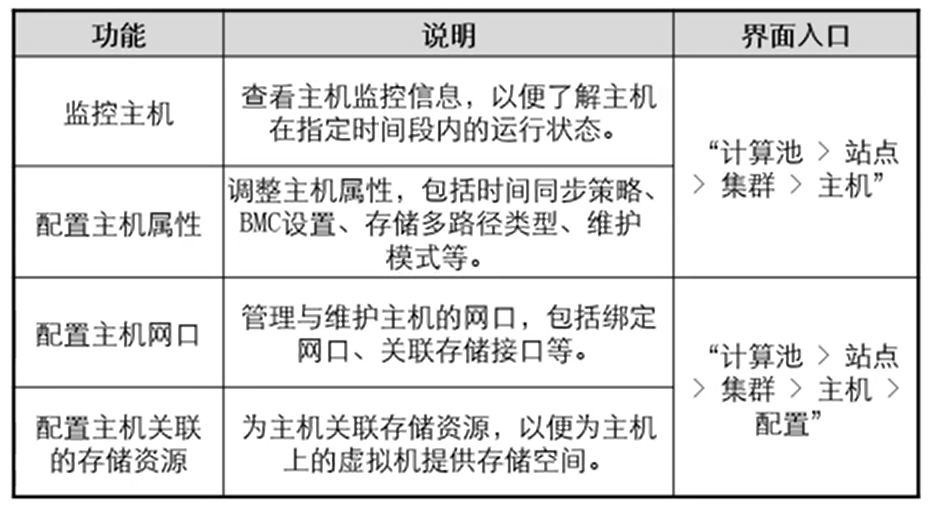 功能
说明
界面入口
监控主机
查看主机监控信息，以便了解主机
在指定时间段内的运行状态。
“计算池 > 站点
> 集群 > 主机”
配置主机属性
调整主机属性，包括时间同步策略、
BMC设置、存储多路径类型、维护
模式等。
配置主机网口
管理与维护主机的网口，包括绑定
网口、关联存储接口等。
“计算池 > 站点
> 集群 > 主机 >
配置”
配置主机关联
的存储资源
为主机关联存储资源，以便为主机
上的虚拟机提供存储空间。